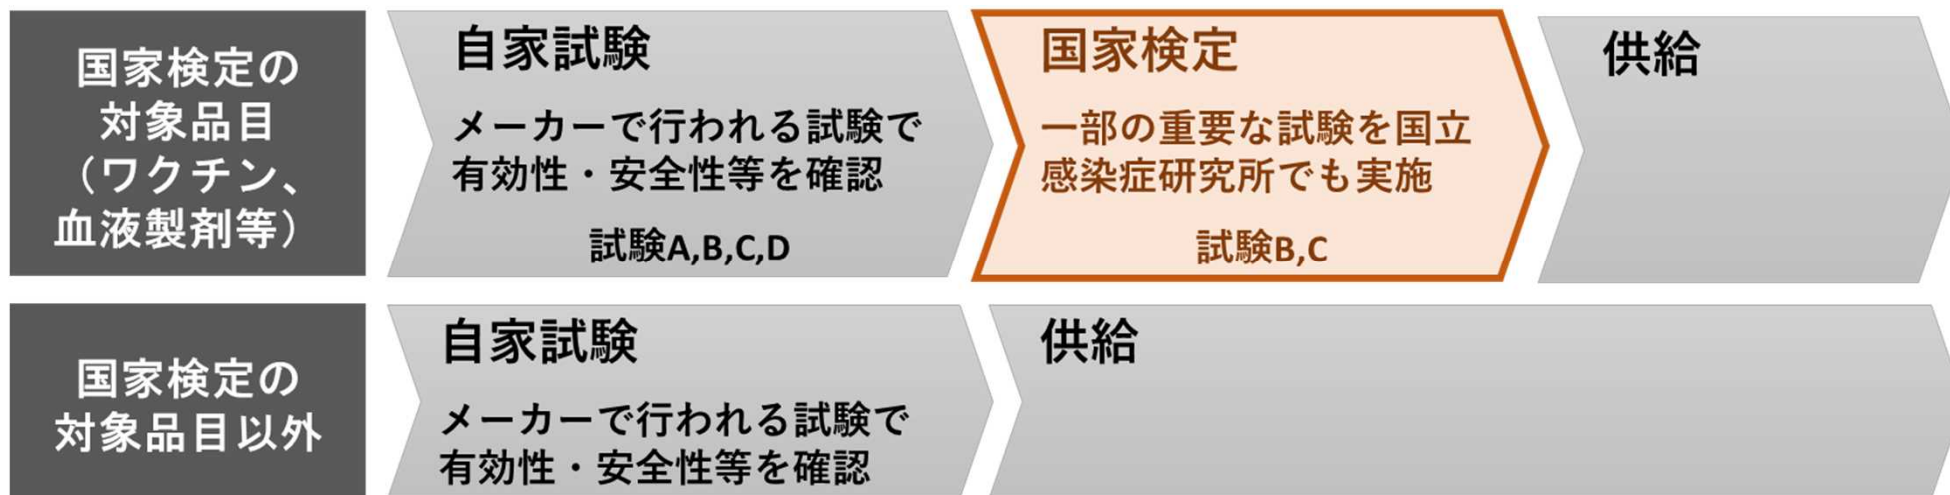 国家検定の
対象品目
（ワクチン、
血液製剤等）
自家試験
メーカーで行われる試験で
有効性・安全性等を確認
試験A,B,C,D
国家検定
一部の重要な試験を国立
感染症研究所でも実施
試験B,C
供給
国家検定の
対象品目以外
自家試験
メーカーで行われる試験で
有効性・安全性等を確認
供給